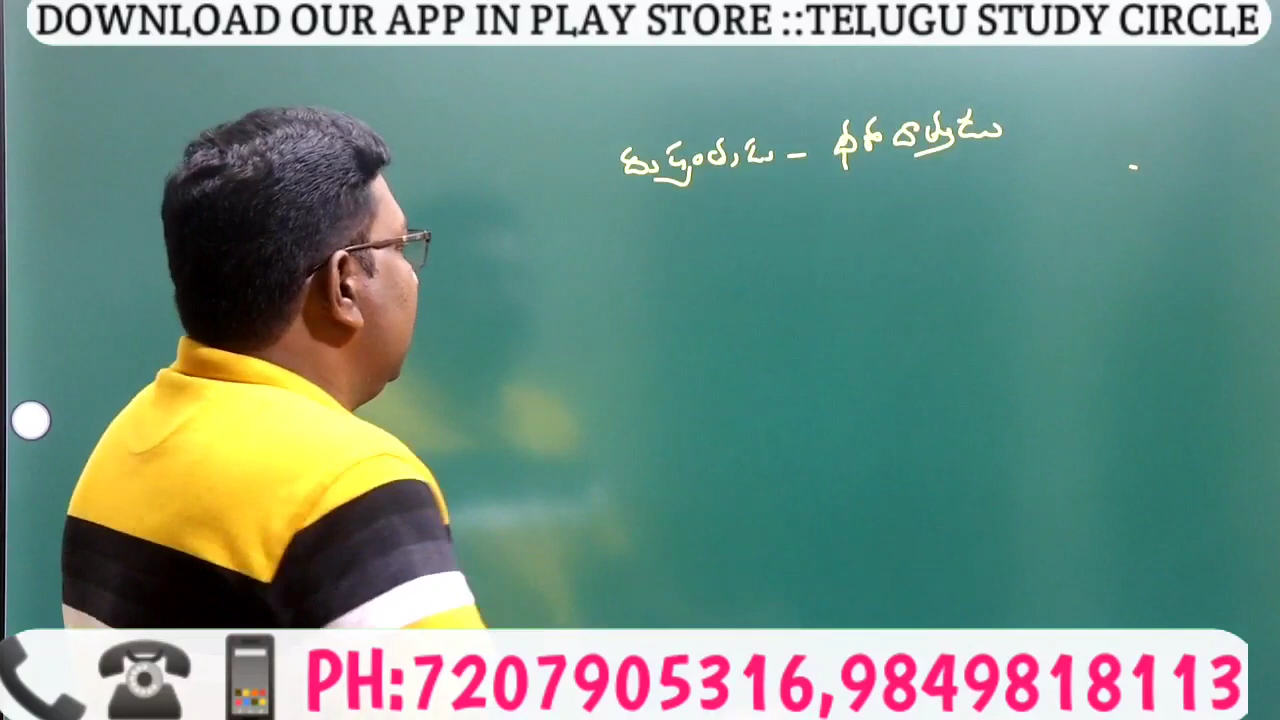 DOWNLOAD OUR APP IN PLAY STORE ::TELUGU STUDY CIRCLE
దుష్యంతుడు -
PH:7207905316,9849818113